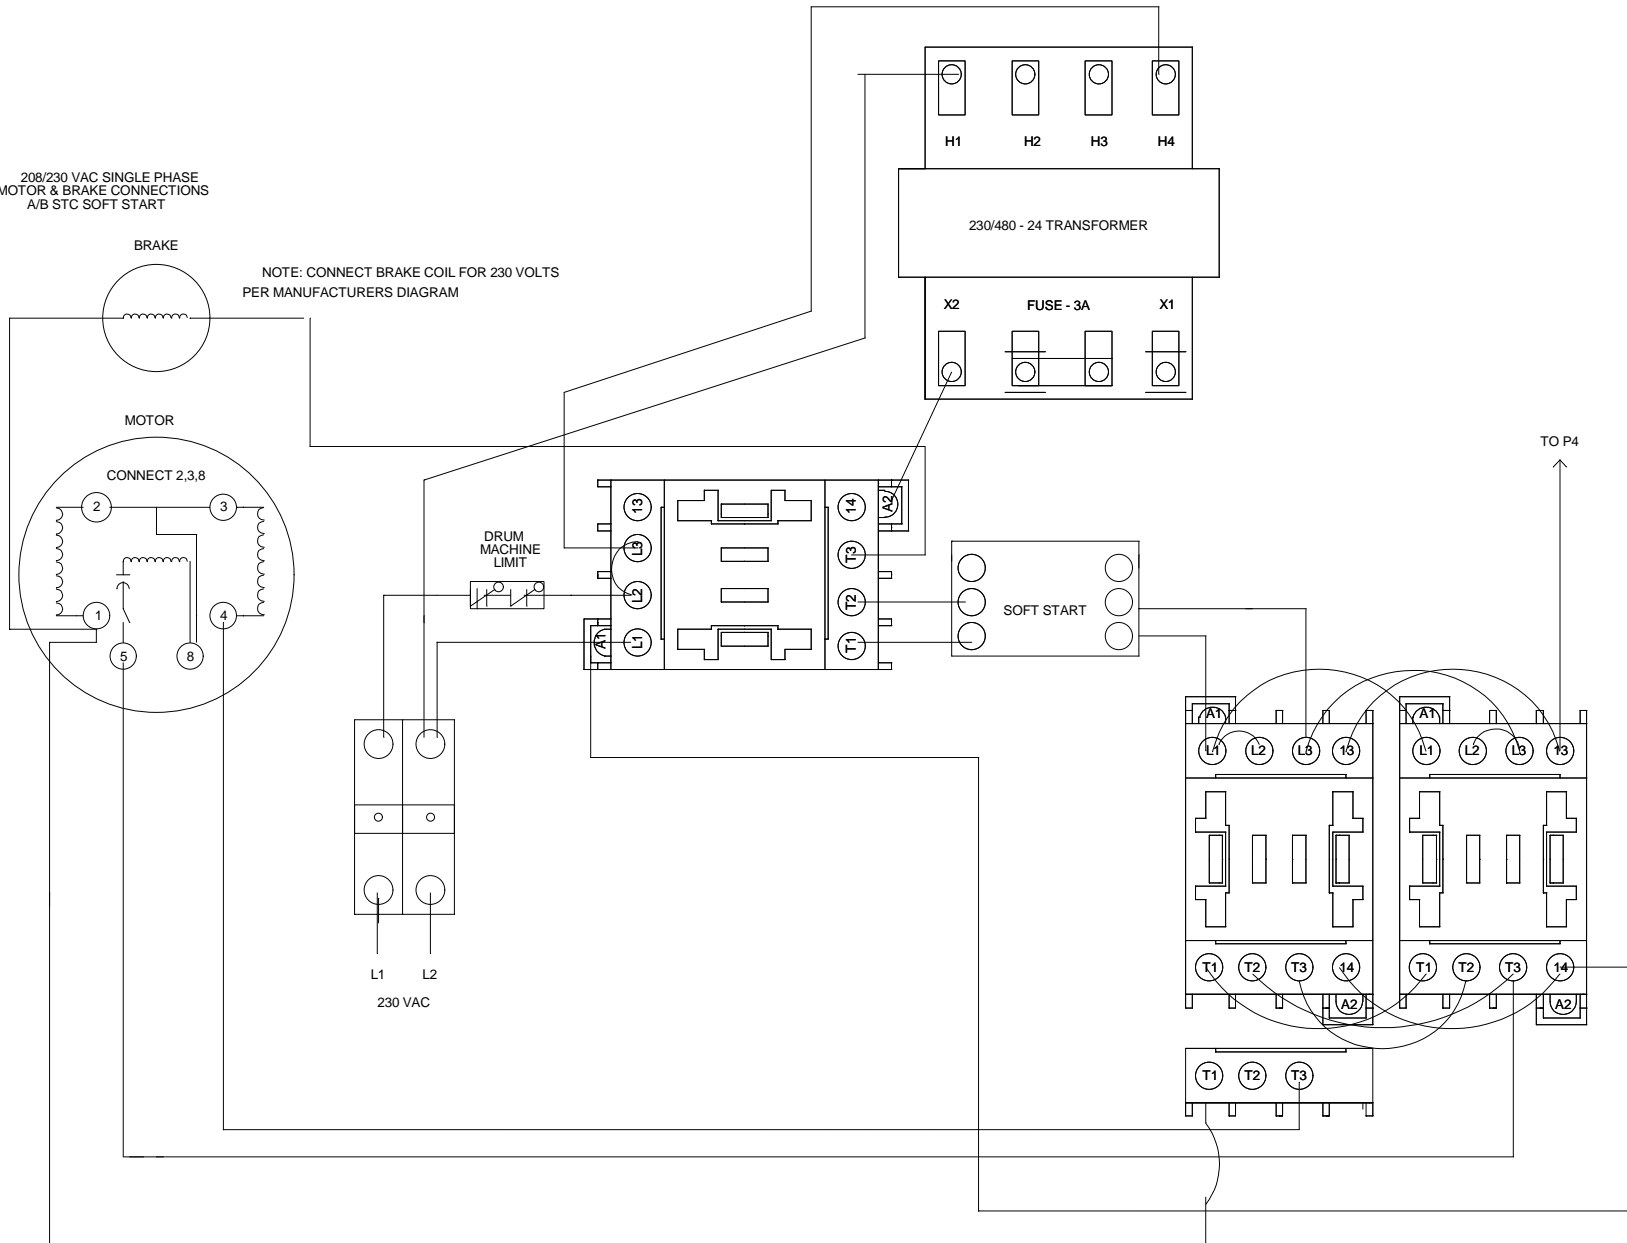 208/230 VAC SINGLE PHASE
MOTOR & BRAKE CONNECTIONS
A/B STC SOFT START
BRAKE
NOTE: CONNECT BRAKE COIL FOR 230 VOLTS
PER MANUFACTURERS DIAGRAM
H1 H2 H3 H4
230/480 - 24 TRANSFORMER
X2 FUSE - 3A X1
MOTOR
CONNECT 2,3,8
2 3
1 4
5 8
DRUM
MACHINE
LIMIT
13 14 A2
L3 T3
L2 T2
A1 L1 T1
SOFT START
TO P4
A1 A1
L1 L2 L3 13 L1 L2 L3 13
T1 T2 T3 14 T1 T2 T3 14
A2 A2
T1 T2 T3
L1 L2
230 VAC